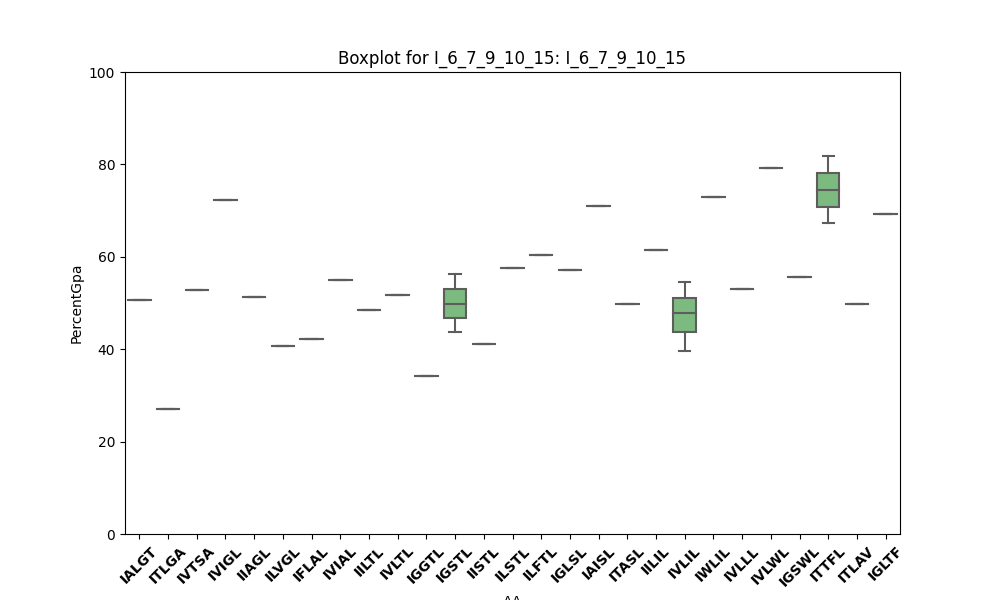 Boxplot for I_6_7_9_10_15: I_6_7_9_10_15
100
80
60
40
20
0
PercentGpa
IALGT
ITLGA
IVTSA
IVIGL
IIAGL
ILVGL
IFLAL
IVIAL
IILTL
IVLTL
IGGTL
IGSTL
IISTL
ILSTL
ILFTL
IGLSL
IAISL
ITASL
IILIL
IVLIL
IWLIL
IVLLL
IVLWL
IGSWL
ITTFL
ITLAV
IGLTF
AA